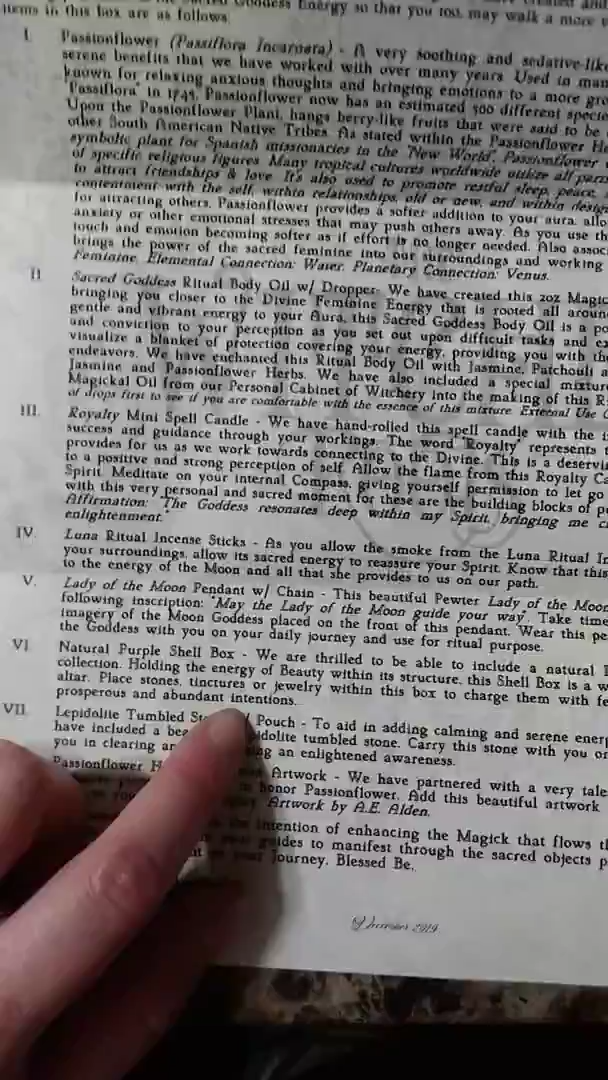 items in this box are as follows.
I. Passionflower (Passiflora Incarnata) - A very soothing and sedative-like
serene benefits that we have worked with over many years. Used in
known for relaxing anxious thoughts and bringing emotions to a more
"Passiflora" in 1745, Passionflower now has an estimated 500 different
Upon the Passionflower Plant, hangs berry-like fruits that were said to be
other South American Native Tribes. As stated within the Passionflower
symbolic plant for Spanish missionaries in the "New World", Passionflower
of specific religious figures. Many tropical cultures worldwide utilize all
to attract friendships & love. It's also used to promote restful sleep, peace,
contentment with the self, within relationships, old or new, and within
for attracting others. Passionflower provides a softer addition to your aura,
anxiety or other emotional stresses that may push others away. As you use
touch and emotion becoming softer as if effort is no longer needed. Also
brings the power of the sacred feminine into our surroundings and working
Feminine, Elemental Connection: Water. Planetary Connection: Venus.
II. Sacred Goddess Ritual Body Oil w/ Dropper- We have created this 2oz
bringing you closer to the Divine Feminine Energy that is rooted all
gentle and vibrant energy to your Aura, this Sacred Goddess Body Oil is a
and conviction to your perception as you set out upon difficult tasks and
visualize a blanket of protection covering your energy, providing you with
endeavors. We have enchanted this Ritual Body Oil with Jasmine, Patchouli
Jasmine and Passionflower Herbs. We have also included a special
Magickal Oil from our Personal Cabinet of Witchery into the making of this
of drops first to see if you are comfortable with the essence of this mixture. External Use
III. Royalty Mini Spell Candle - We have hand-rolled this spell candle with the
success and guidance through your workings. The word "Royalty" represents
provides for us as we work towards connecting to the Divine. This is a
to a positive and strong perception of self. Allow the flame from this Royalty
Spirit. Meditate on your internal Compass, giving yourself permission to let go
with this very personal and sacred moment for these are the building blocks of
Affirmation: "The Goddess resonates deep within my Spirit, bringing me
enlightenment."
IV. Luna Ritual Incense Sticks - As you allow the smoke from the Luna Ritual
your surroundings, allow its sacred energy to reassure your Spirit. Know that this
to the energy of the Moon and all that she provides to us on our path.
V. Lady of the Moon Pendant w/ Chain - This beautiful Pewter Lady of the Moon
following inscription: "May the Lady of the Moon guide your way". Take time
imagery of the Moon Goddess placed on the front of this pendant. Wear this
the Goddess with you on your daily journey and use for ritual purpose.
VI. Natural Purple Shell Box - We are thrilled to be able to include a natural
collection. Holding the energy of Beauty within its structure, this Shell Box is a
altar. Place stones, tinctures or jewelry within this box to charge them with
prosperous and abundant intentions.
VII. Lepidolite Tumbled Pouch - To aid in adding calming and serene
have included a tumbled stone. Carry this stone with you
you in clearing an enlightened awareness.
Passionflower Artwork - We have partnered with a very
honor Passionflower. Add this beautiful artwork
Artwork by A.E. Alden.
the intention of enhancing the Magick that flows
guides to manifest through the sacred objects
Journey. Blessed Be,
December 2019